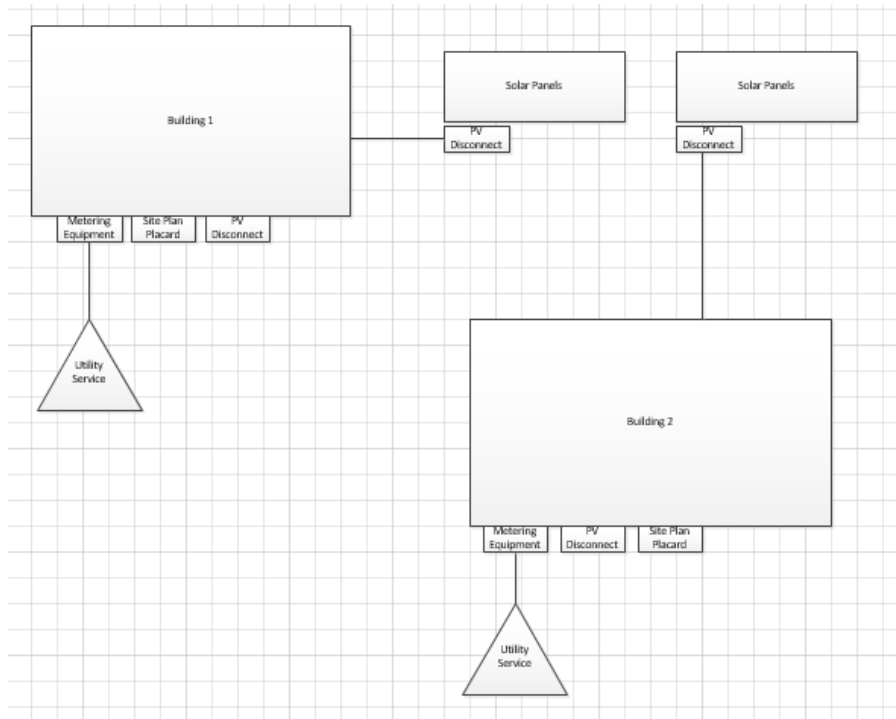 Building 1
Solar Panels
Solar Panels
PV
Disconnect
PV
Disconnect
Metering
Equipment
Site Plan
Placard
PV
Disconnect
Utility
Service
Building 2
Metering
Equipment
PV
Disconnect
Site Plan
Placard
Utility
Service